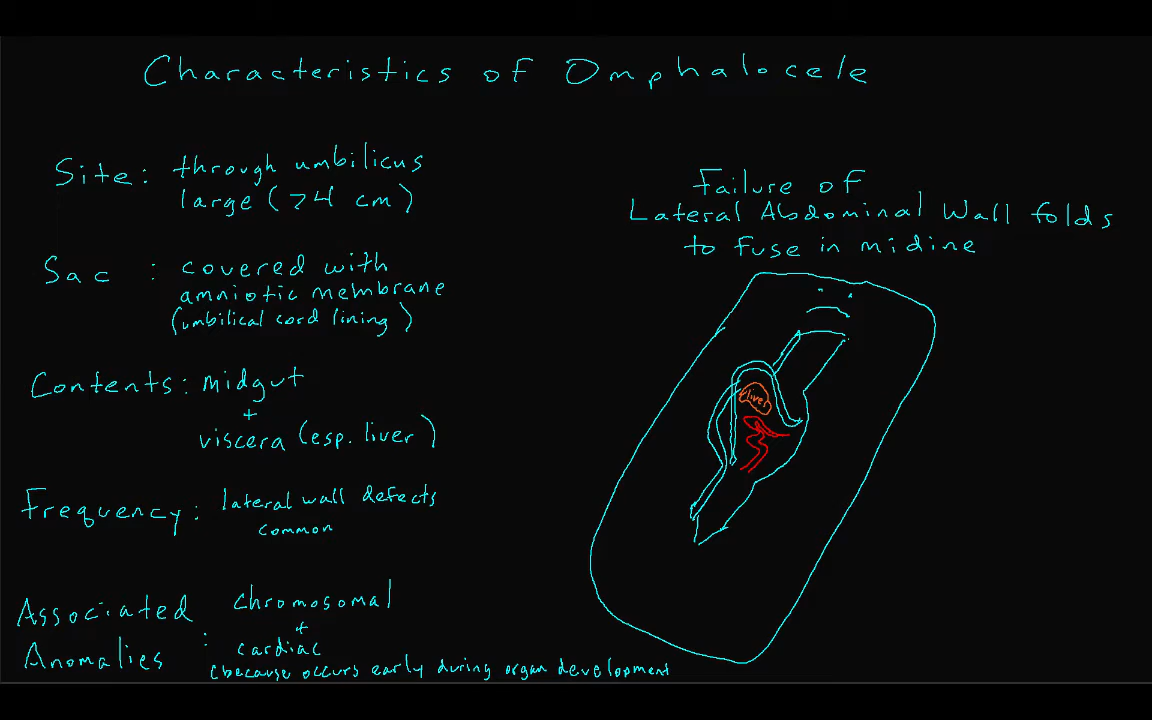 Characteristics of Omphalocele
Site: through umbilicus
large (>4 cm)
Sac : covered with
amniotic membrane
(umbilical cord lining)
Contents: midgut
+
viscera (esp. liver)
Frequency: lateral wall defects
common
Associated
Anomalies :
chromosomal
+
cardiac
(because occurs early during organ development
Failure of
Lateral Abdominal Wall folds
to fuse in midine
liver